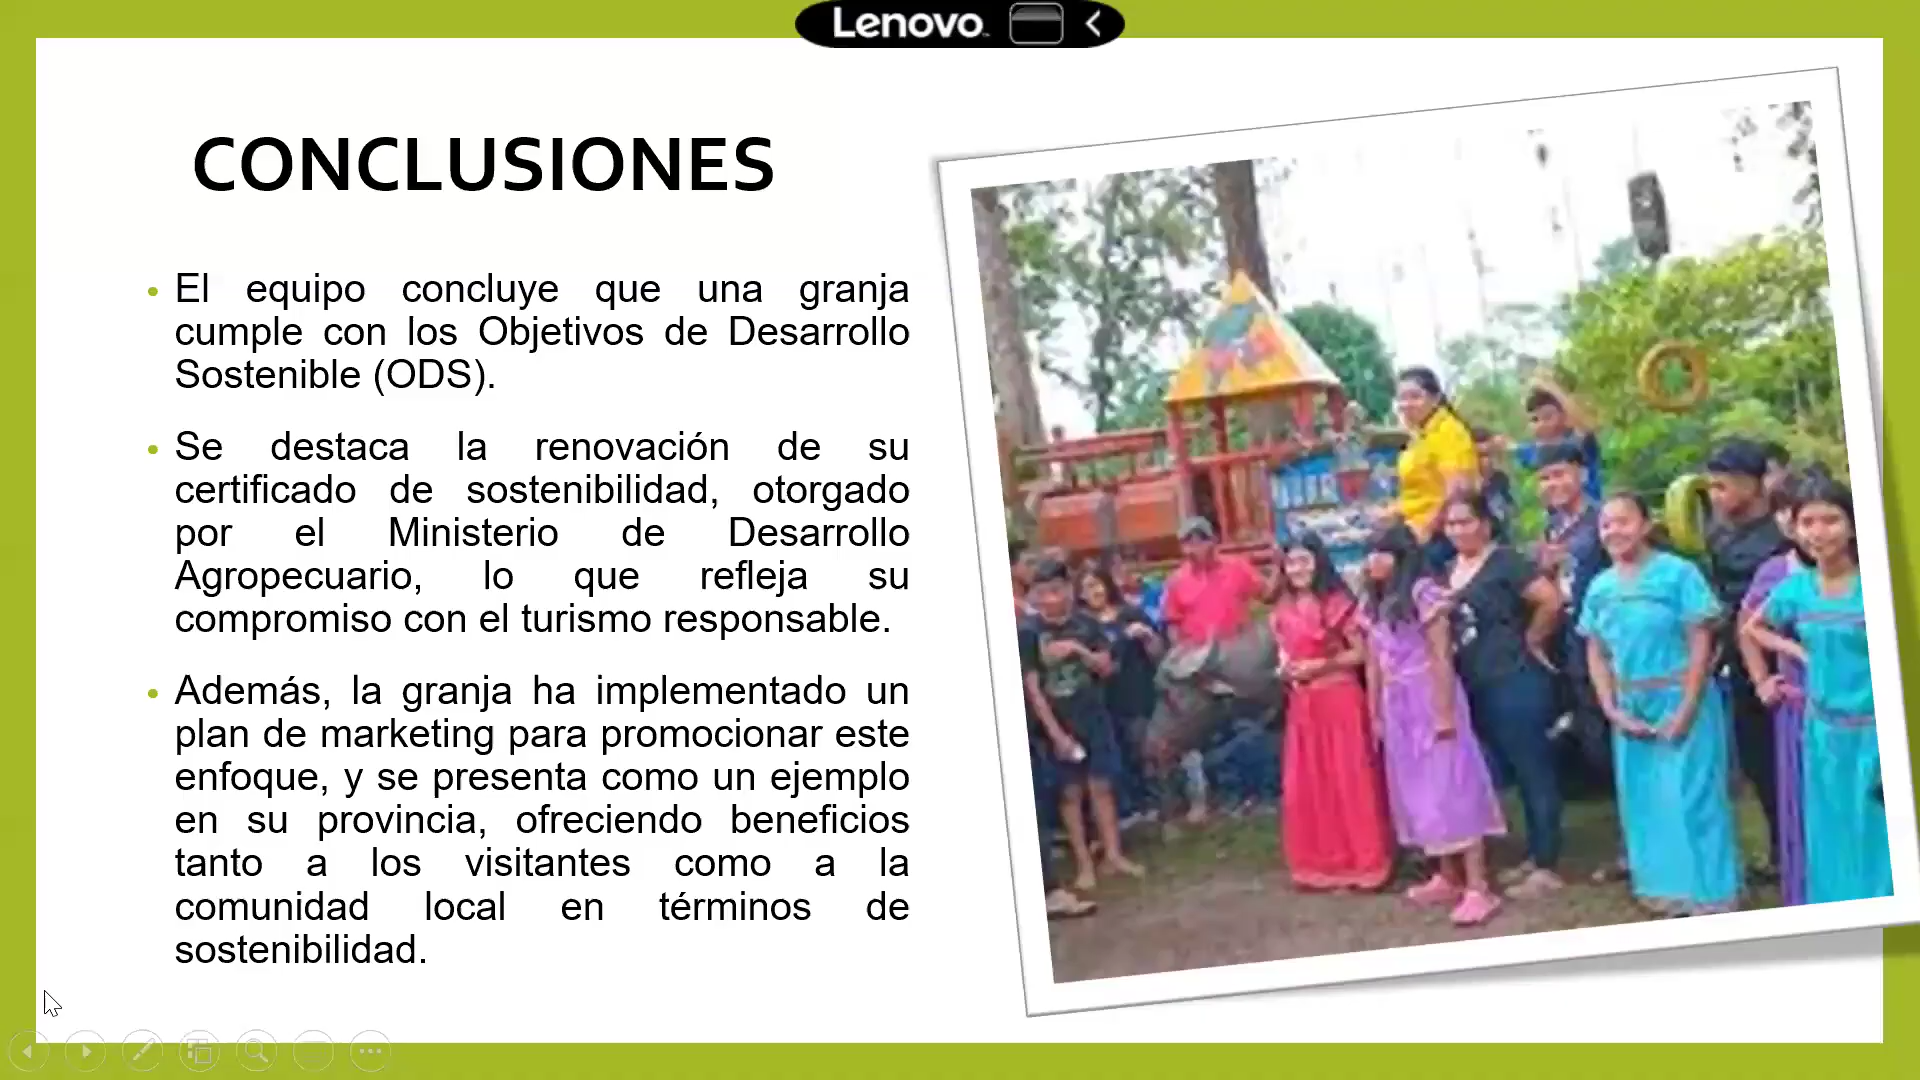 Lenovo
CONCLUSIONES
• El equipo concluye que una granja
cumple con los Objetivos de Desarrollo
Sostenible (ODS).
• Se destaca la renovación de su
certificado de sostenibilidad, otorgado
por el Ministerio de Desarrollo
Agropecuario, lo que refleja su
compromiso con el turismo responsable.
• Además, la granja ha implementado un
plan de marketing para promocionar este
enfoque, y se presenta como un ejemplo
en su provincia, ofreciendo beneficios
tanto a los visitantes como a la
comunidad local en términos de
sostenibilidad.